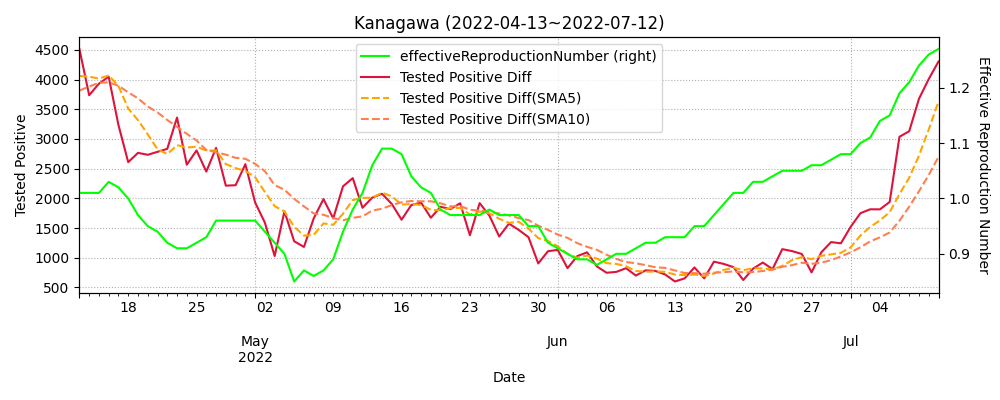 Kanagawa (2022-04-13~2022-07-12)
effectiveReproductionNumber (right)
Tested Positive Diff
Tested Positive Diff(SMA5)
Tested Positive Diff(SMA10)
Tested Positive
4500
4000
3500
3000
2500
2000
1500
1000
500
Effective Reproduction Number
1.2
1.1
1.0
0.9
18 25 02 09 16 23 30 06 13 20 27 04
May Jun Jul
2022
Date